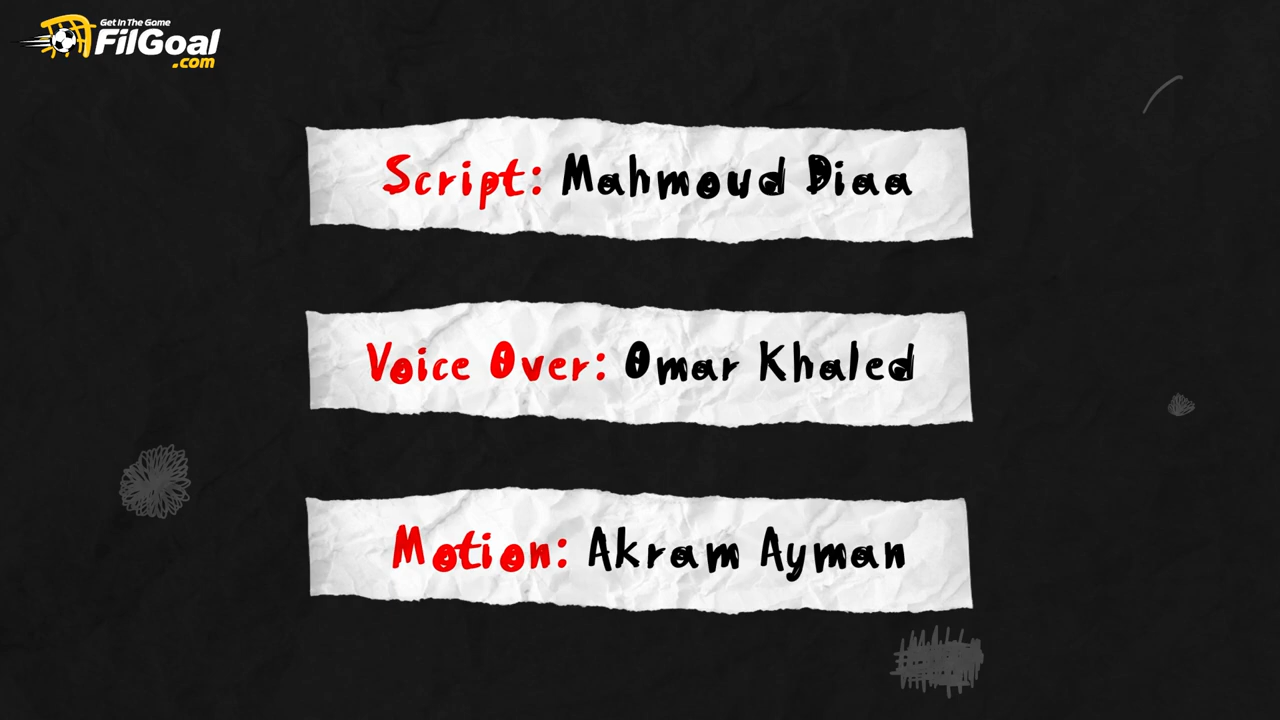 Get In The Game
FilGoal
.com
Script: Mahmoud Diaa
Voice Over: Omar Khaled
Motion: Akram Ayman